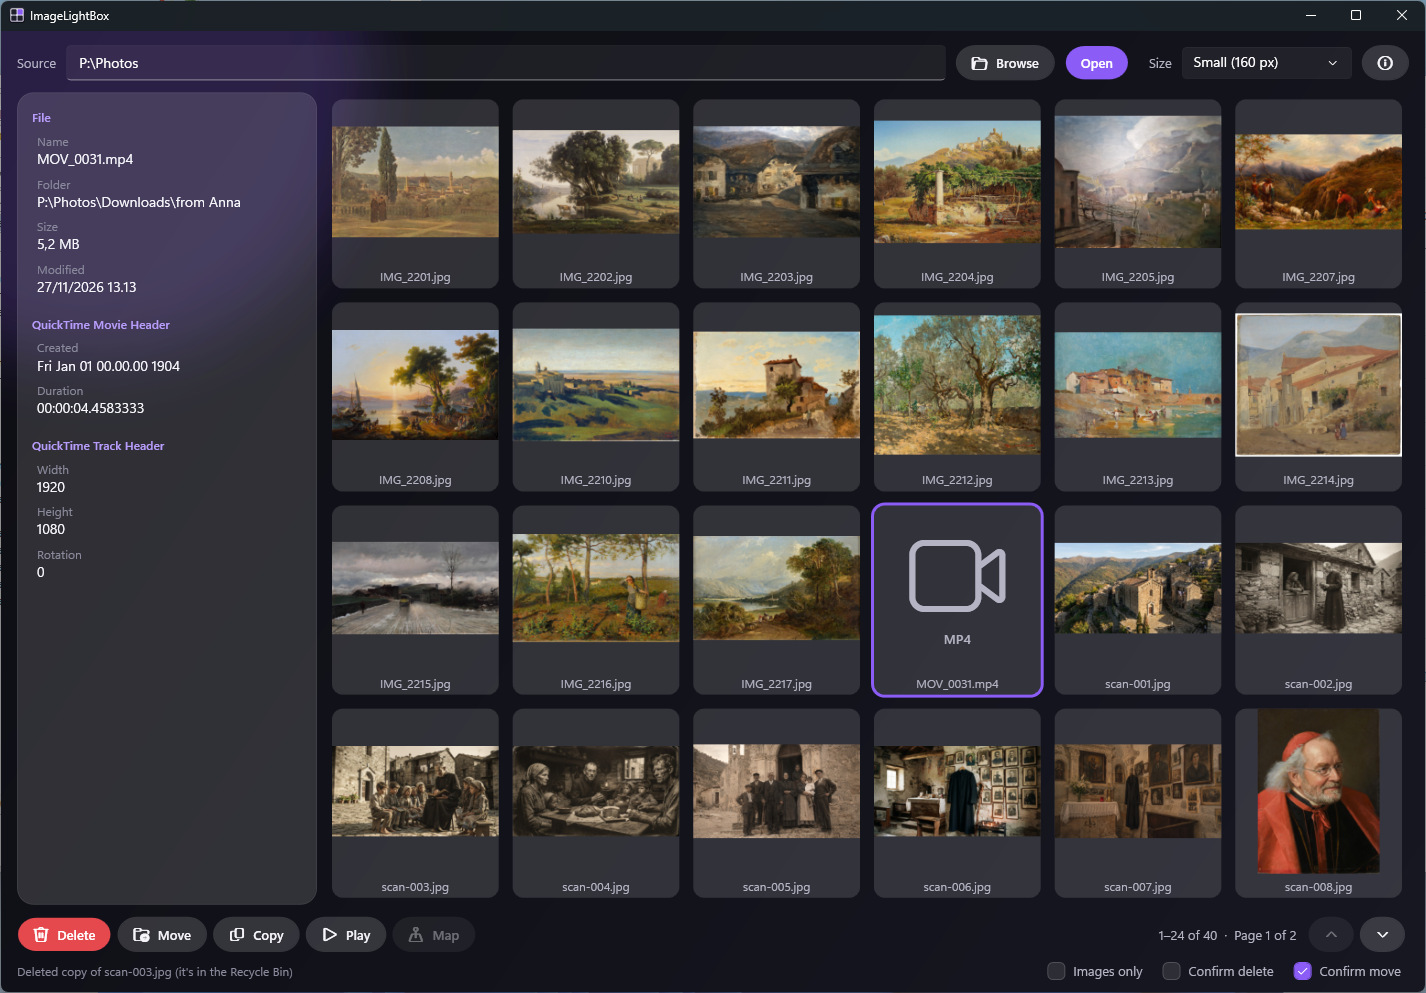 ImageLightBox
Source
P:\Photos
Browse
Open
Size
Small (160 px)
File
Name
MOV_0031.mp4
Folder
P:\Photos\Downloads\from Anna
Size
5,2 MB
Modified
27/11/2026 13.13
QuickTime Movie Header
Created
Fri Jan 01 00.00.00 1904
Duration
00:00:04.4583333
QuickTime Track Header
Width
1920
Height
1080
Rotation
0
IMG_2201.jpg
IMG_2202.jpg
IMG_2203.jpg
IMG_2204.jpg
IMG_2205.jpg
IMG_2207.jpg
IMG_2208.jpg
IMG_2210.jpg
IMG_2211.jpg
IMG_2212.jpg
IMG_2213.jpg
IMG_2214.jpg
IMG_2215.jpg
IMG_2216.jpg
IMG_2217.jpg
MP4
MOV_0031.mp4
scan-001.jpg
scan-002.jpg
scan-003.jpg
scan-004.jpg
scan-005.jpg
scan-006.jpg
scan-007.jpg
scan-008.jpg
Delete
Move
Copy
Play
Map
1–24 of 40 · Page 1 of 2
Deleted copy of scan-003.jpg (it's in the Recycle Bin)
Images only
Confirm delete
Confirm move